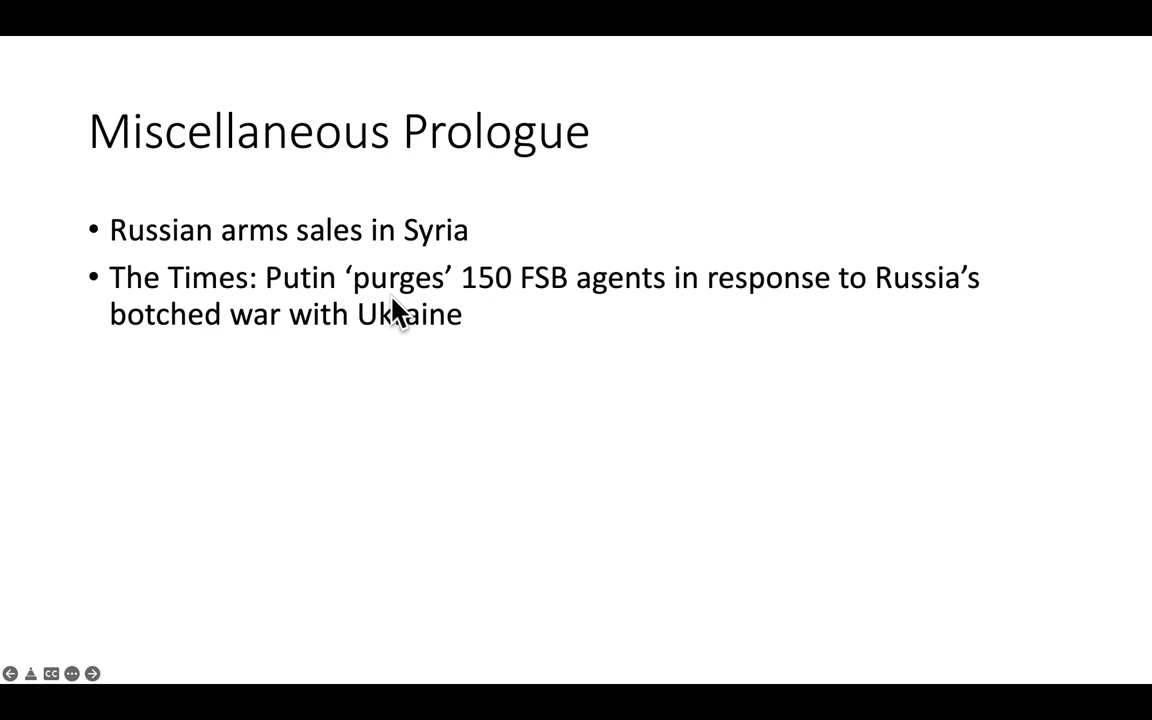 Miscellaneous Prologue
• Russian arms sales in Syria
• The Times: Putin ‘purges’ 150 FSB agents in response to Russia’s
botched war with Ukraine
CC